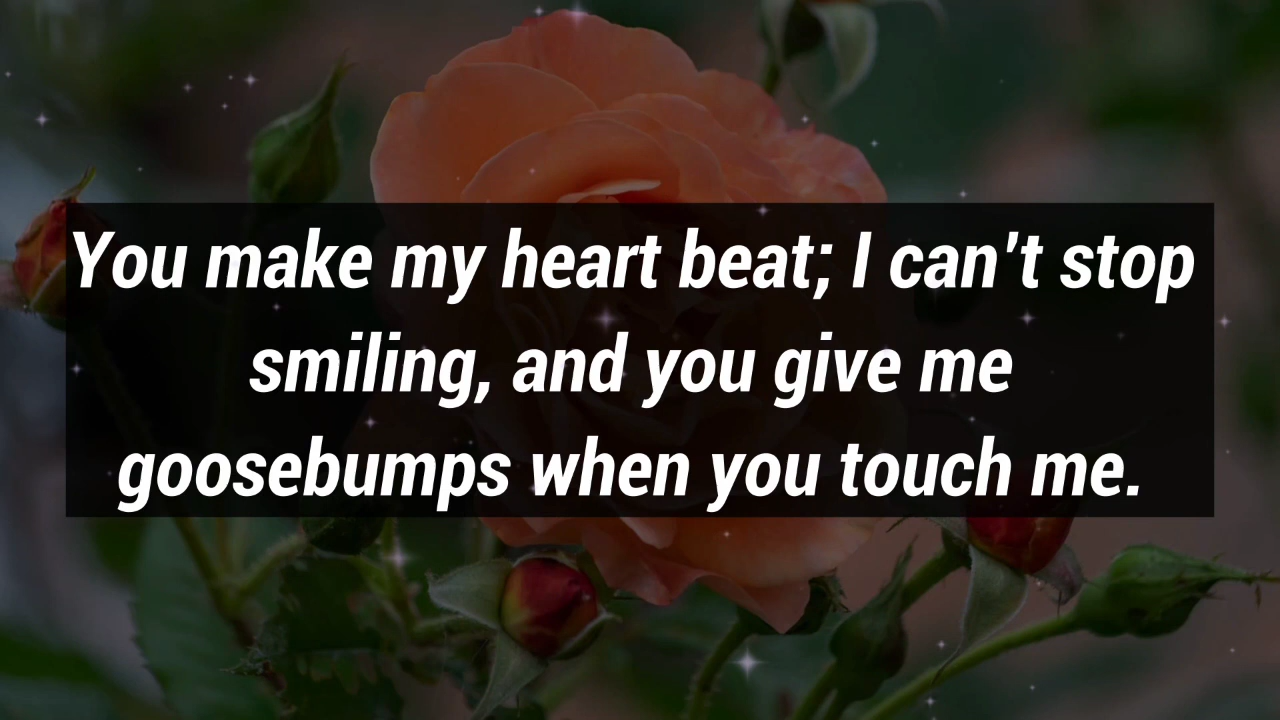 You make my heart beat; I can't stop
smiling, and you give me
goosebumps when you touch me.